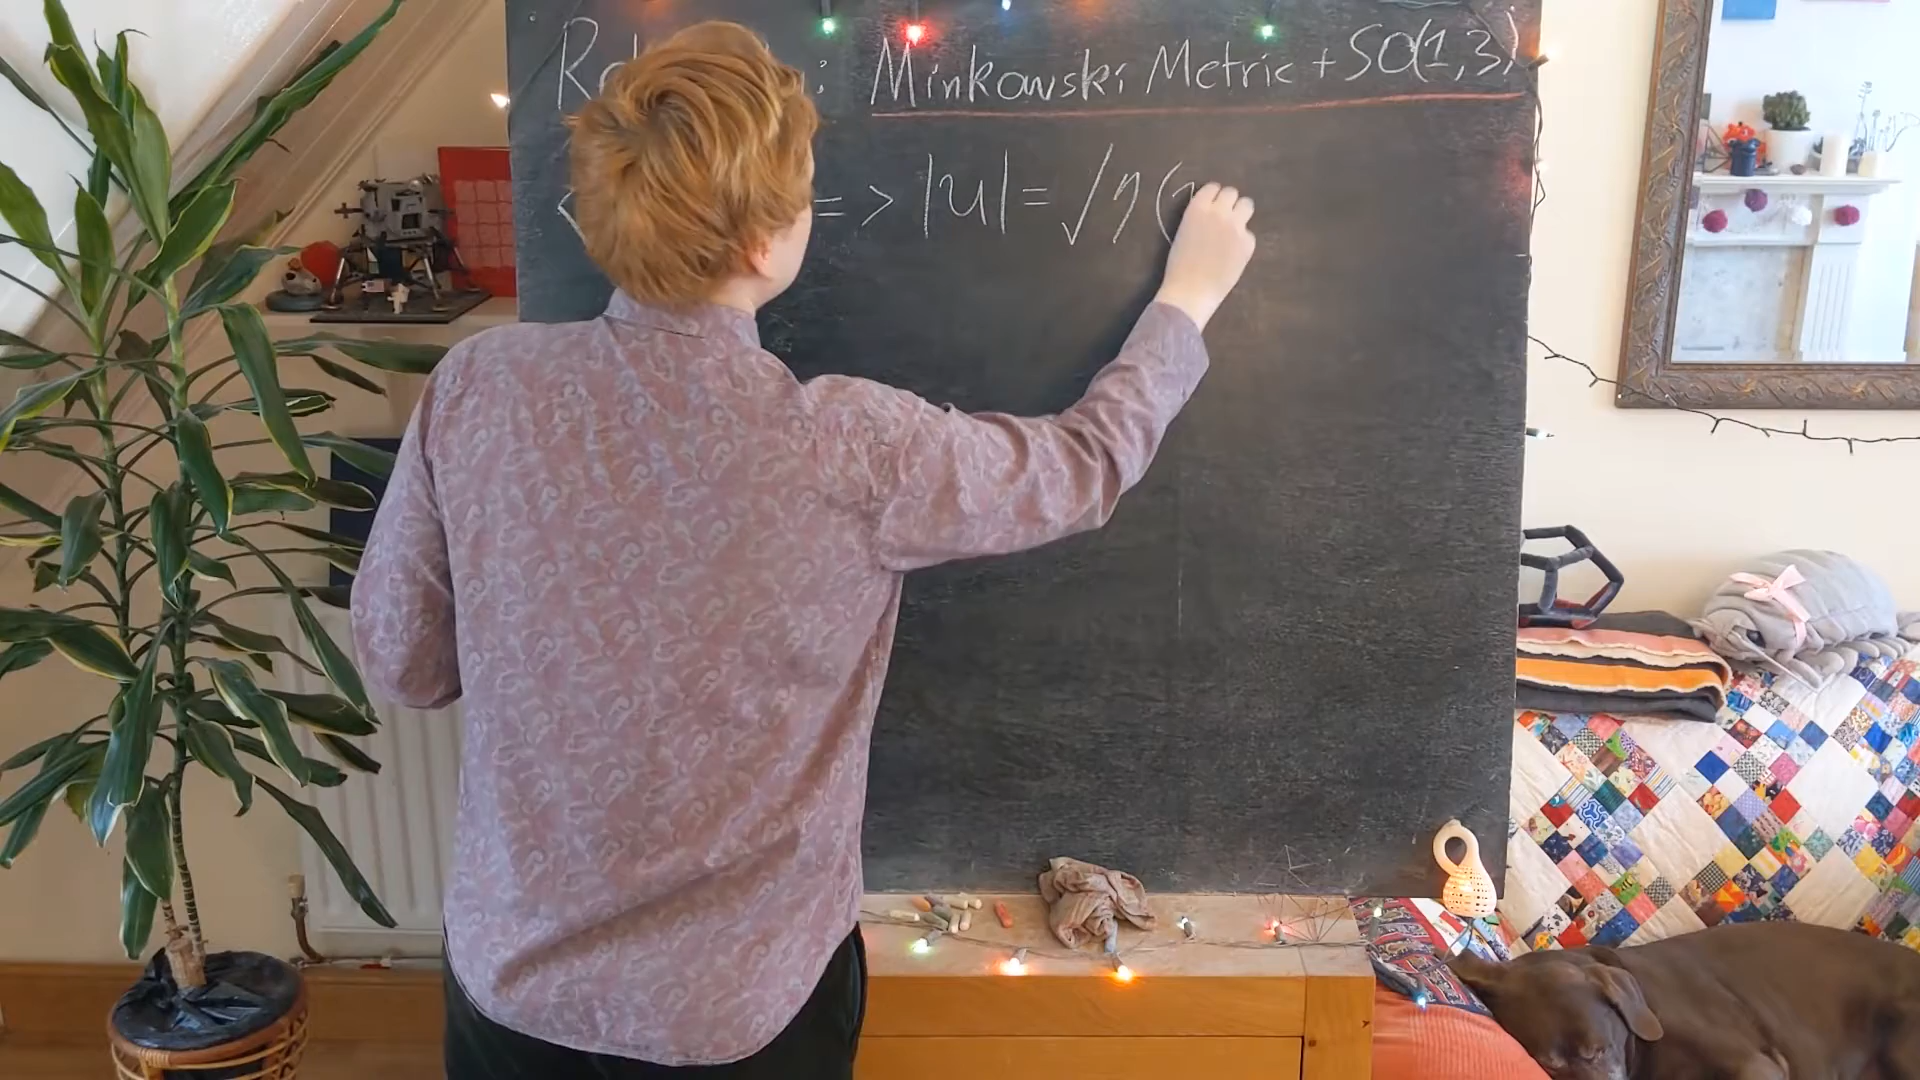 : Minkowski Metric + SO(1,3)
< => |u| = √η(